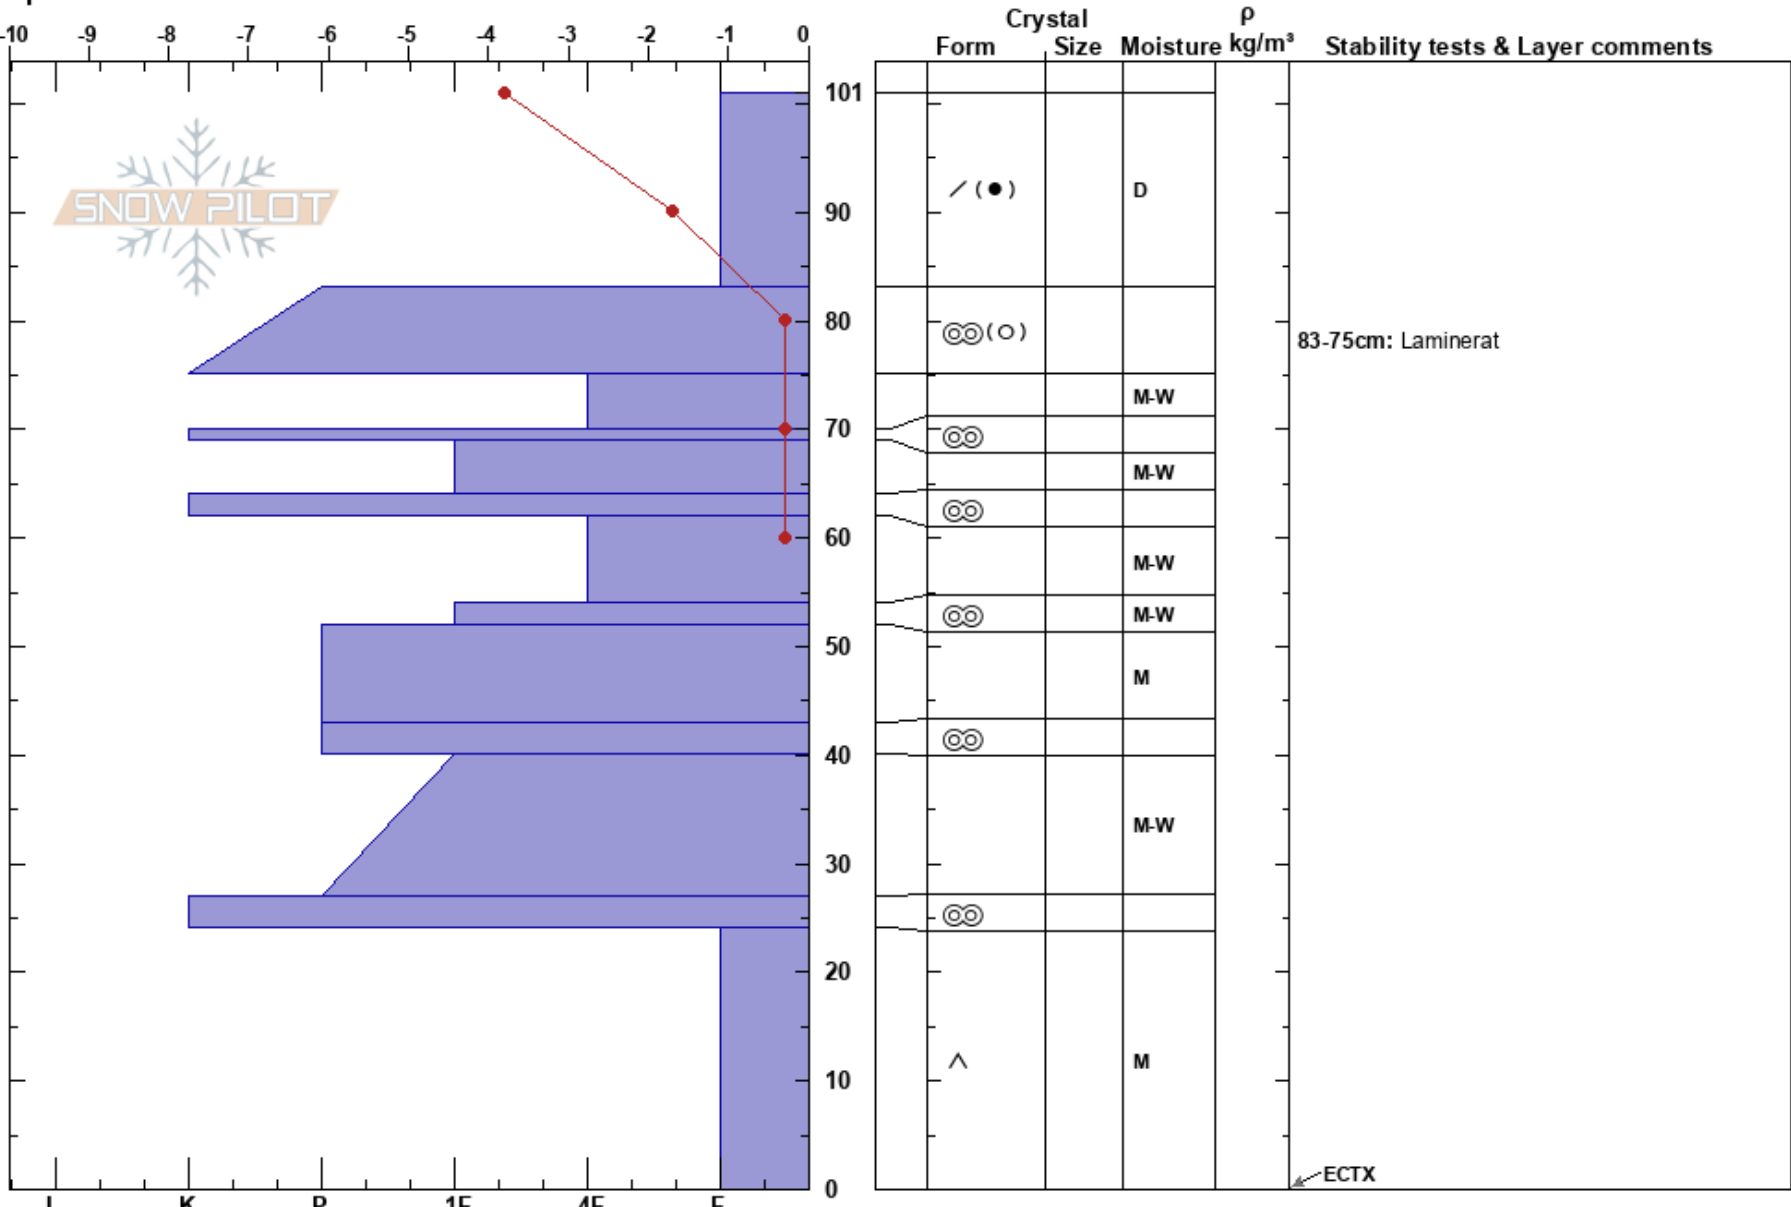 Crystal ρ
-10 -9 -8 -7 -6 -5 -4 -3 -2 -1 0 Form Size Moisture kg/m³ Stability tests & Layer comments
101
SNOW PILOT
/ (●) D
90
80
83-75cm: Laminerat
M-W
70
M-W
60
M-W
M-W
50
M
40
M-W
30
20
10
M
ECTX
0
I K P 1F 4F F